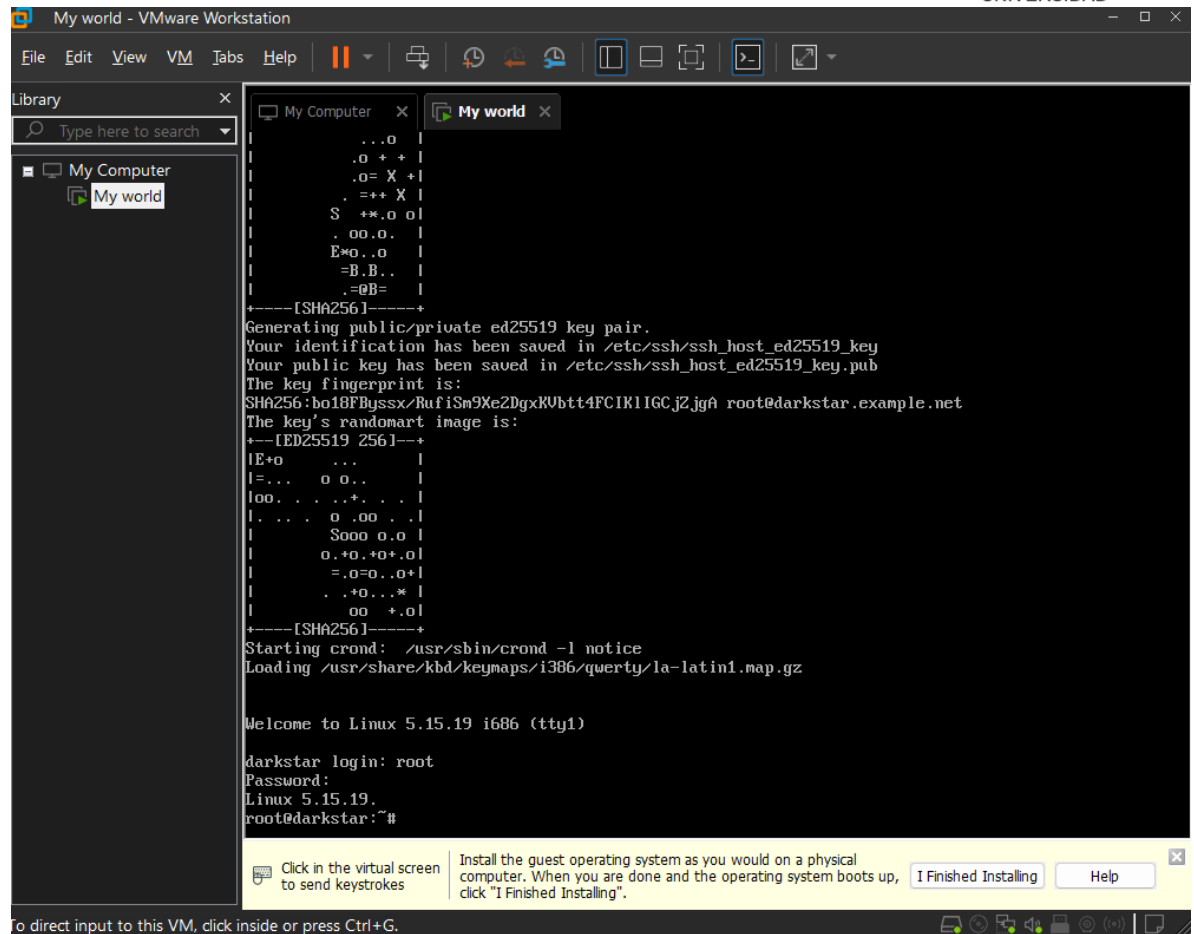 UNIVERSIDAD
My world - VMware Workstation
File Edit View VM Tabs Help
Library
Type here to search
My Computer
My world
My Computer
My world
|           ...o  |
|          .o + + |
|          .o= X +|
|         . =++ X |
|        S  ++*.o o|
|        . oo.o.  |
|        E*o..o   |
|         =B.B..  |
|         .=@B=   |
+----[SHA256]-----+
Generating public/private ed25519 key pair.
Your identification has been saved in /etc/ssh/ssh_host_ed25519_key
Your public key has been saved in /etc/ssh/ssh_host_ed25519_key.pub
The key fingerprint is:
SHA256:bo18FByssx/RufiSm9Xe2DgxKVbtt4FCIKlIGCjZjgA root@darkstar.example.net
The key's randomart image is:
+--[ED25519 256]--+
|E+o     ...      |
|=...   o o..     |
|oo. . . ..+. . . |
|. . . .  o .oo . .|
|        Sooo o.o |
|       o.+o.+o+.o|
|        =.o=o..o+|
|       . .+o...* |
|          oo  +.o|
+----[SHA256]-----+
Starting crond:  /usr/sbin/crond -l notice
Loading /usr/share/kbd/keymaps/i386/qwerty/la-latin1.map.gz
Welcome to Linux 5.15.19 i686 (tty1)
darkstar login: root
Password:
Linux 5.15.19.
root@darkstar:~#
Click in the virtual screen
to send keystrokes
Install the guest operating system as you would on a physical
computer. When you are done and the operating system boots up,
click "I Finished Installing".
I Finished Installing
Help
To direct input to this VM, click inside or press Ctrl+G.